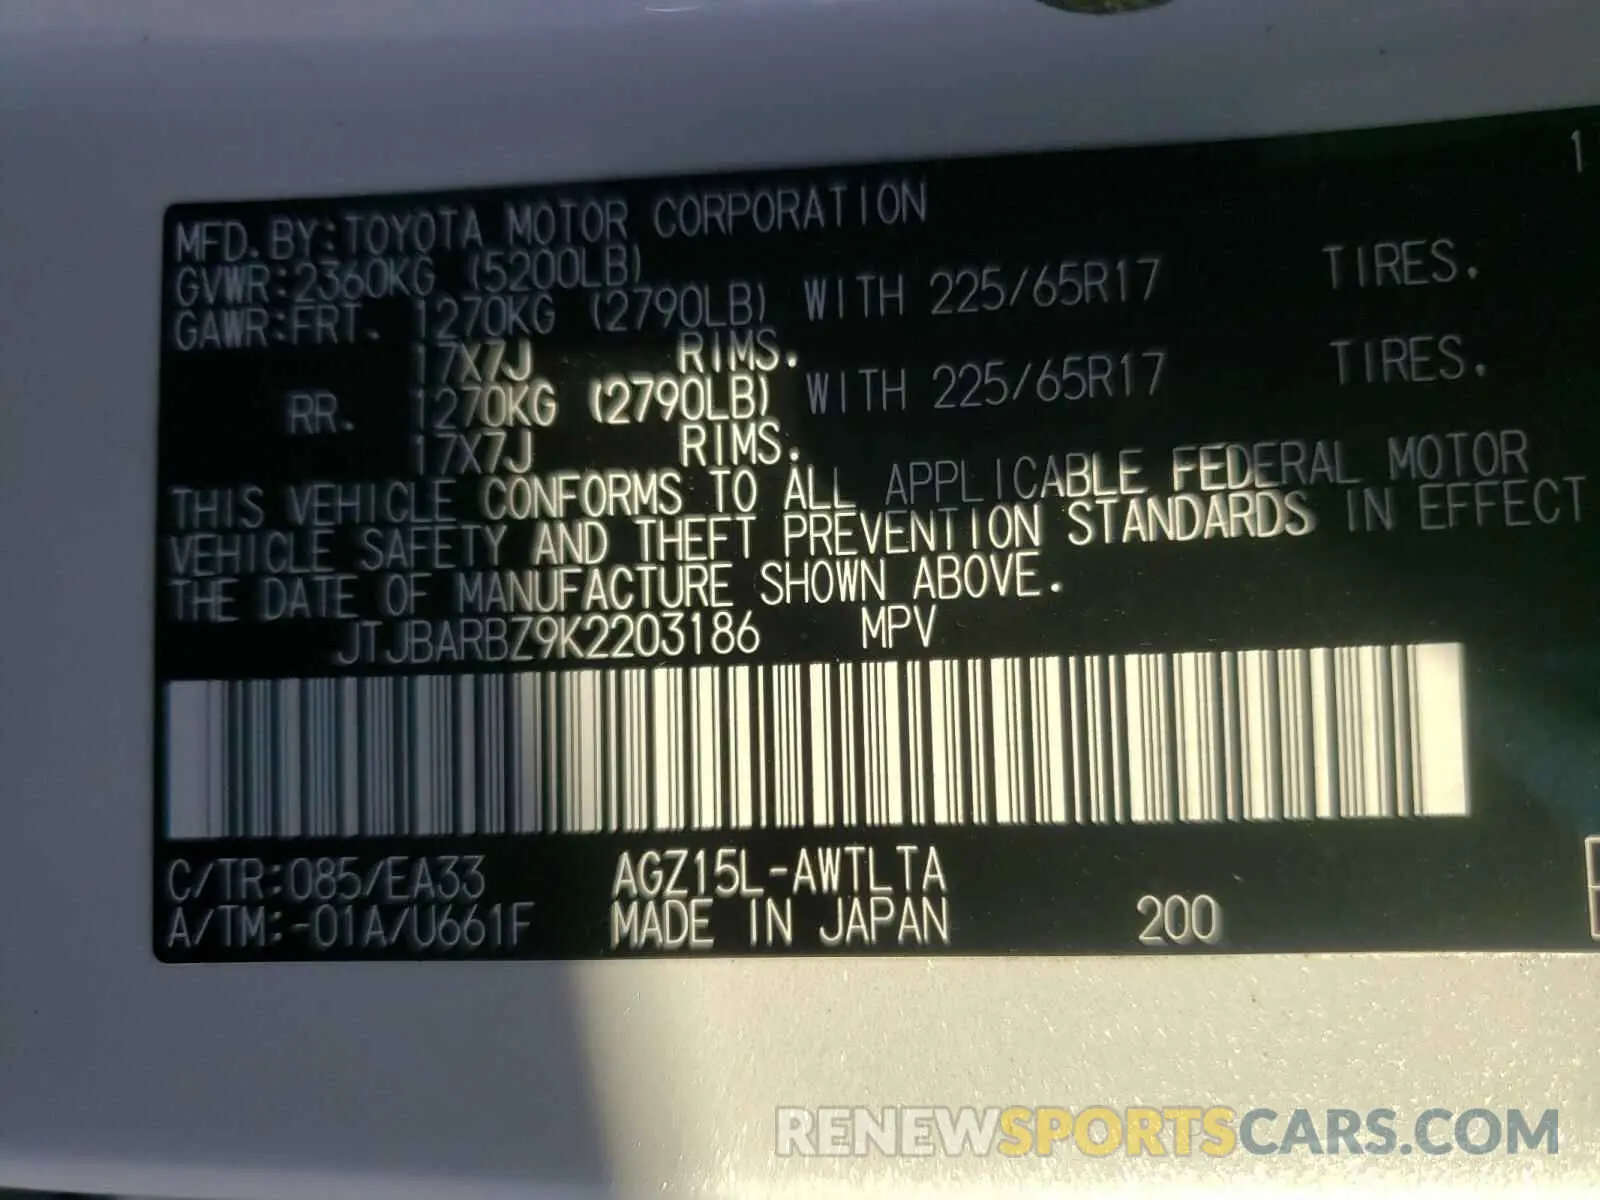 1
MFD.BY:TOYOTA MOTOR CORPORATION
GVWR:2360KG (5200LB)
GAWR:FRT. 1270KG (2790LB) WITH 225/65R17 TIRES.
17X7J RIMS.
RR. 1270KG (2790LB) WITH 225/65R17 TIRES.
17X7J RIMS.
THIS VEHICLE CONFORMS TO ALL APPLICABLE FEDERAL MOTOR
VEHICLE SAFETY AND THEFT PREVENTION STANDARDS IN EFFECT
THE DATE OF MANUFACTURE SHOWN ABOVE.
JTJBARBZ9K2203186 MPV
C/TR:085/EA33 AGZ15L-AWTLTA
A/TM:-01A/U661F MADE IN JAPAN 200
RENEWSPORTSCARS.COM